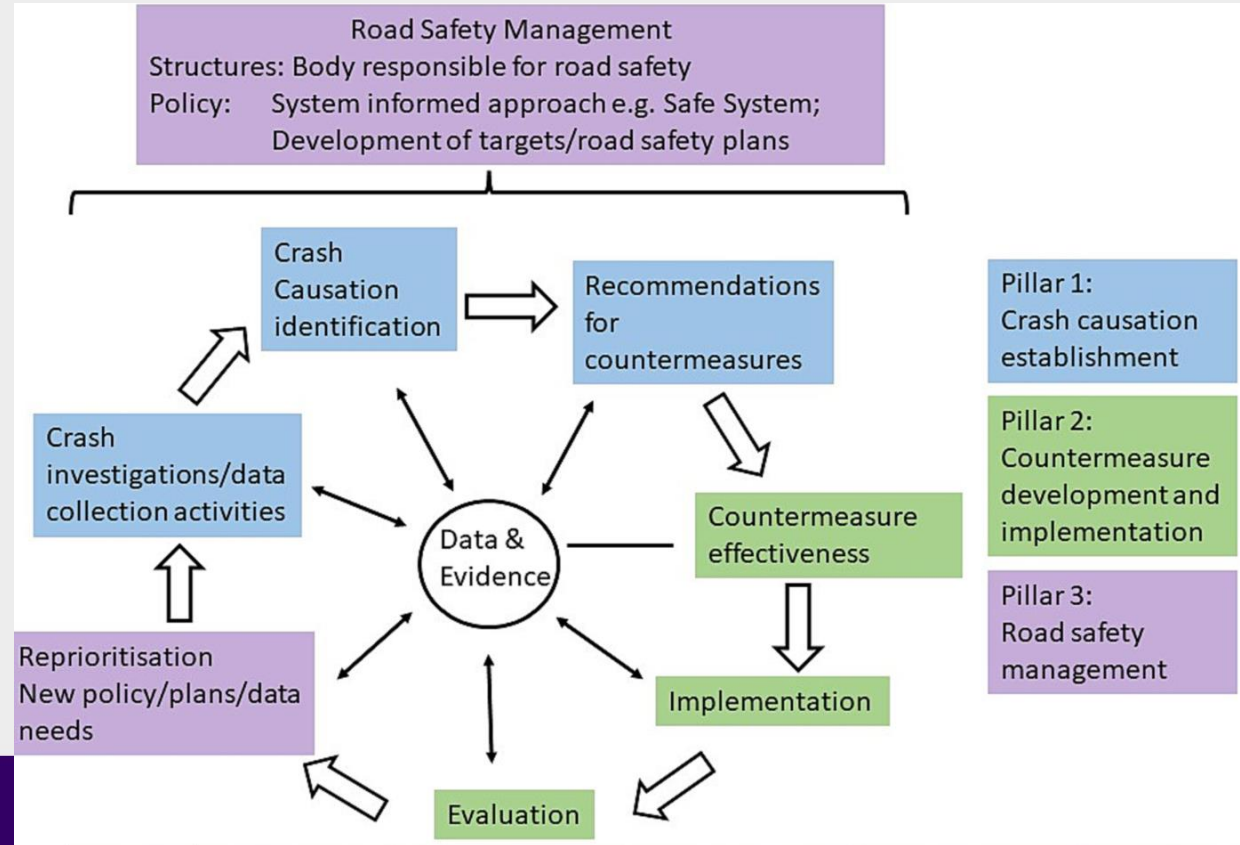 Road Safety Management
Structures: Body responsible for road safety
Policy: System informed approach e.g. Safe System;
Development of targets/road safety plans
Crash
Causation
identification
Recommendations
for
countermeasures
Pillar 1:
Crash causation
establishment
Crash
investigations/data
collection activities
Pillar 2:
Countermeasure
development and
implementation
Data &
Evidence
Countermeasure
effectiveness
Pillar 3:
Road safety
management
Reprioritisation
New policy/plans/data
needs
Implementation
Evaluation